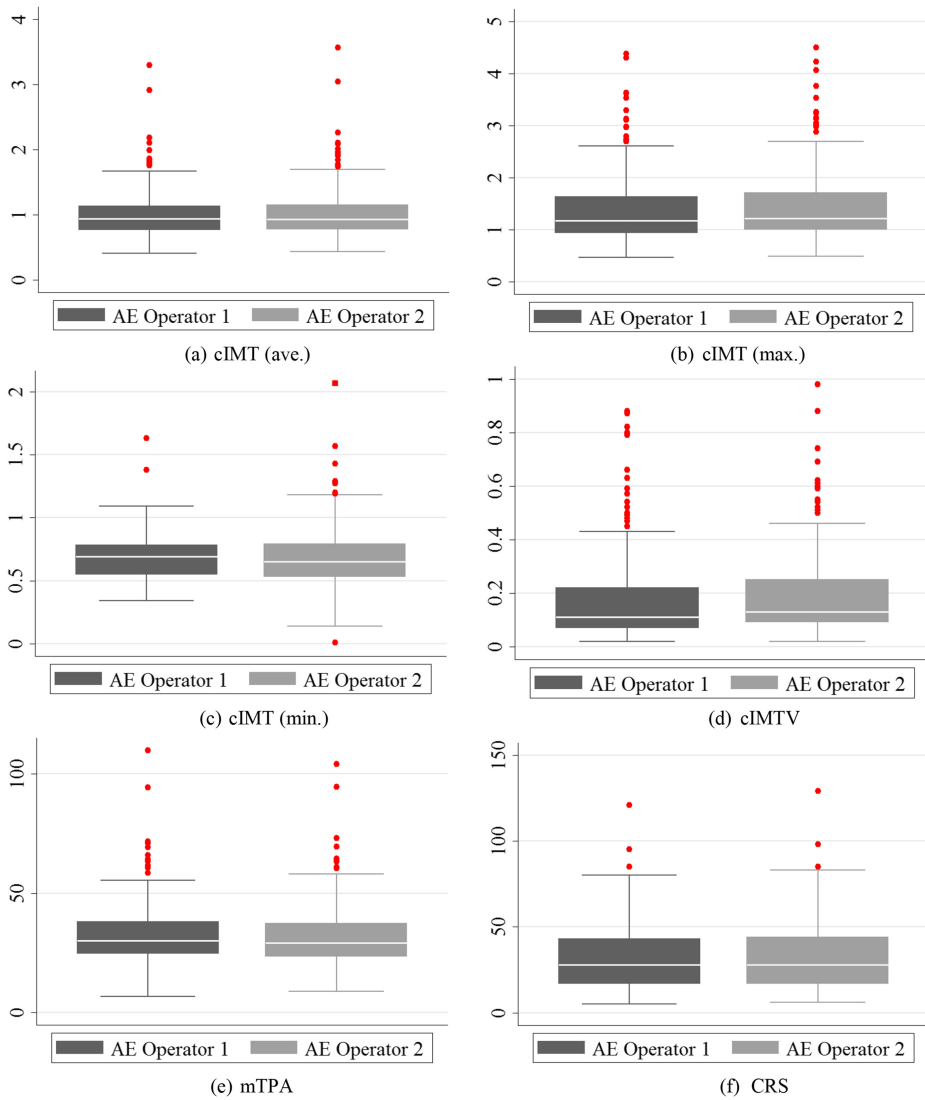 4
3
2
1
0
AE Operator 1 AE Operator 2
(a) cIMT (ave.)
5
4
3
2
1
0
AE Operator 1 AE Operator 2
(b) cIMT (max.)
2
1.5
1
0.5
0
AE Operator 1 AE Operator 2
(c) cIMT (min.)
1
0.8
0.6
0.4
0.2
0
AE Operator 1 AE Operator 2
(d) cIMTV
100
50
0
AE Operator 1 AE Operator 2
(e) mTPA
150
100
50
0
AE Operator 1 AE Operator 2
(f) CRS